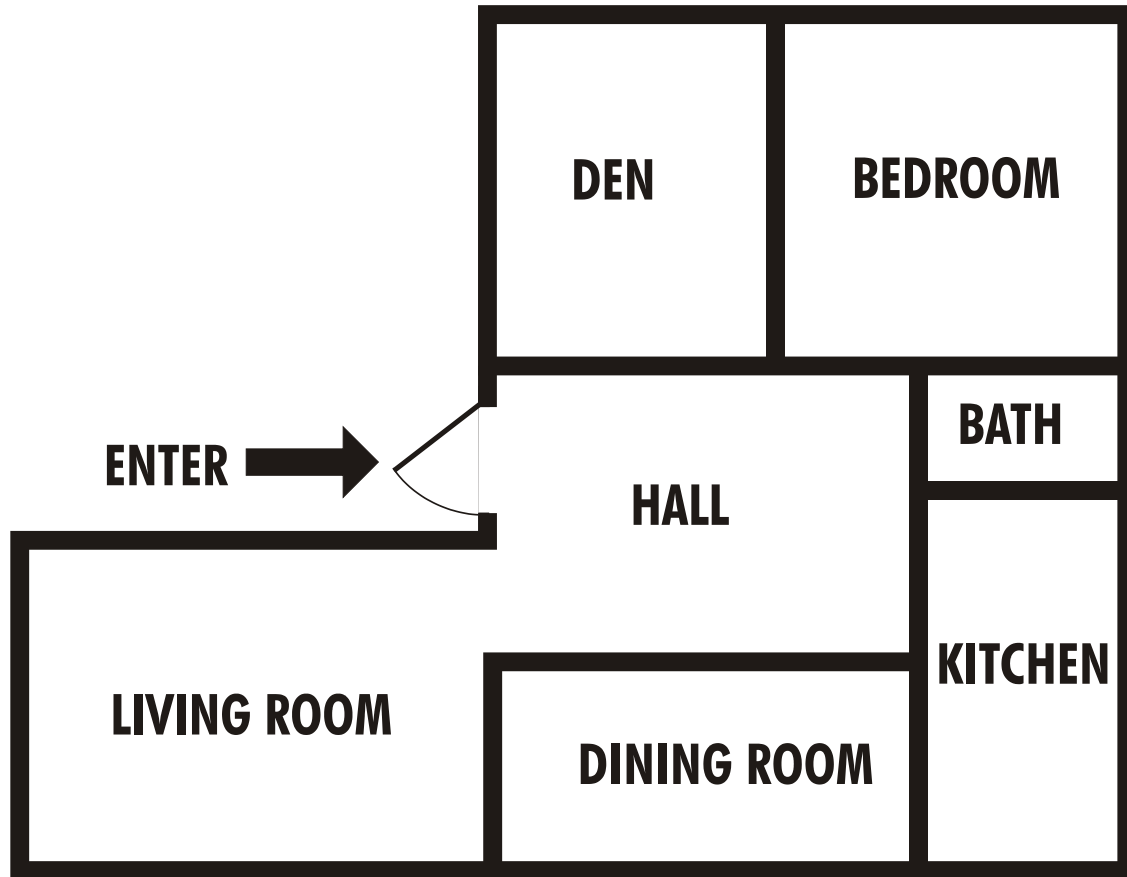 DEN
BEDROOM
ENTER
BATH
HALL
KITCHEN
LIVING ROOM
DINING ROOM